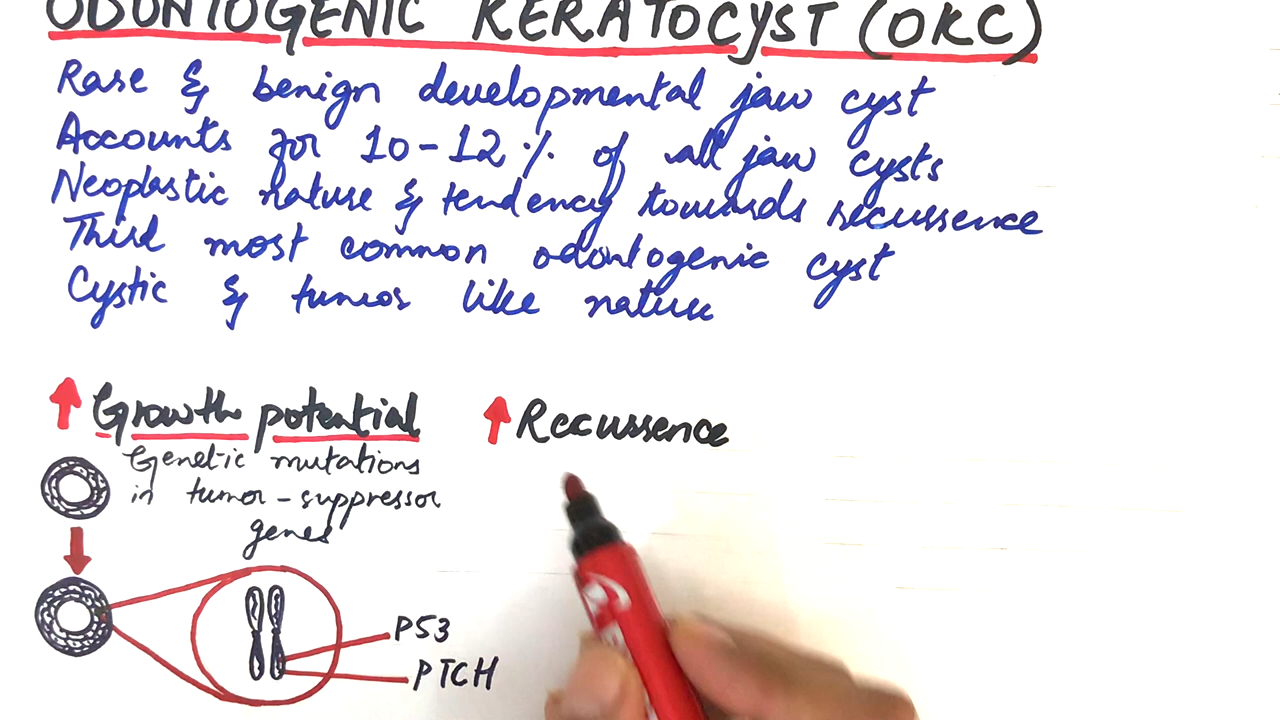 ODONTOGENIC KERATOCYST (OKC)
Rare & benign developmental jaw cyst
Accounts for 10-12% of all jaw cysts
Neoplastic nature & tendency towards recurrence
Third most common odontogenic cyst
Cystic & tumor like nature
↑ Growth potential
↑ Recurrence
Genetic mutations
in tumor-suppressor
genes
P53
PTCH